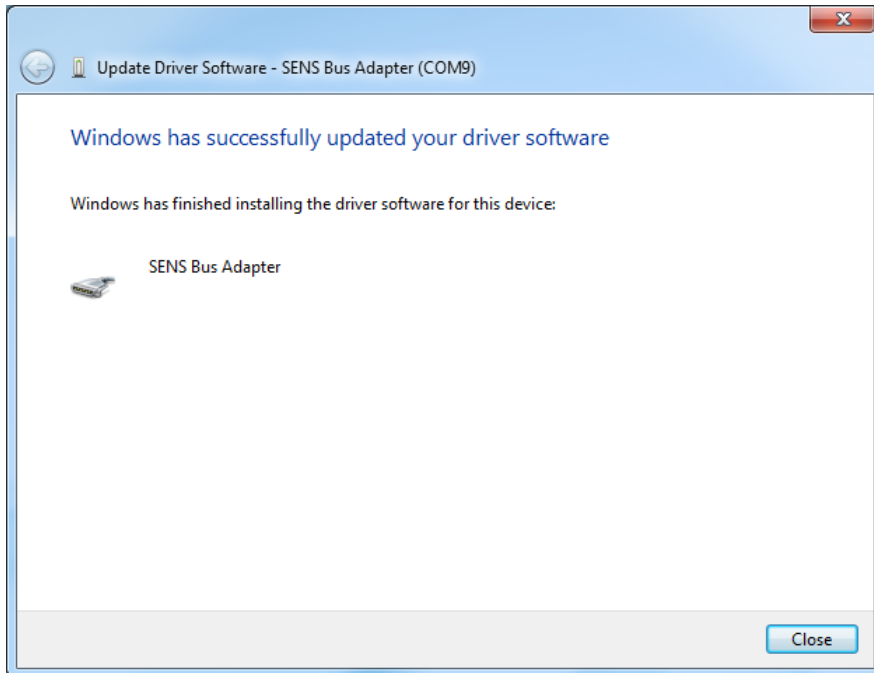 Update Driver Software - SENS Bus Adapter (COM9)
Windows has successfully updated your driver software
Windows has finished installing the driver software for this device:
SENS Bus Adapter
Close